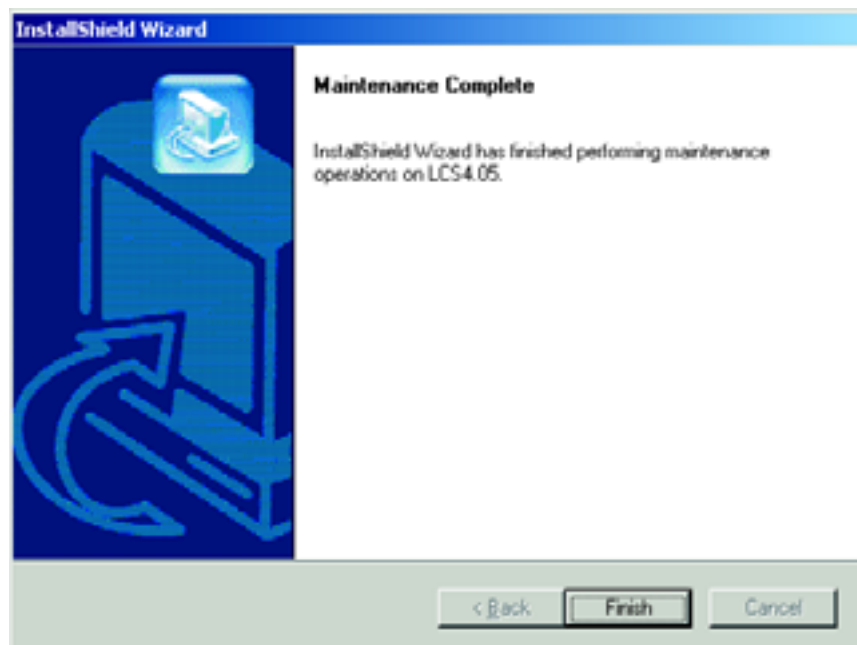 InstallShield Wizard
Maintenance Complete
InstallShield Wizard has finished performing maintenance
operations on LCS4.05.
< Back
Finish
Cancel